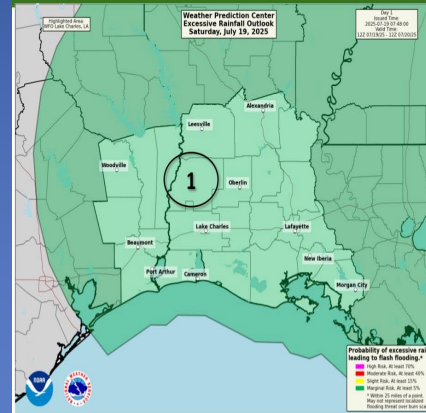 Highlighted Area
WFO Lake Charles, LA
Weather Prediction Center
Excessive Rainfall Outlook
Saturday, July 19, 2025
Day 1
Issued Time
2025-07-19 07:48:00
Valid Time
12Z 07/19/25 - 12Z 07/20/25
Alexandria
Leesville
Woodville
1
Oberlin
Lake Charles
Lafayette
Beaumont
New Iberia
Port Arthur
Cameron
Morgan City
Probability of excessive rai
leading to flash flooding.*
High Risk, At least 70%
Moderate Risk, At least 40%
Slight Risk, At least 15%
Marginal Risk, At least 5%
* Within 25 miles of a point.
May not represent localized
flooding threat over burn sca
NOAA